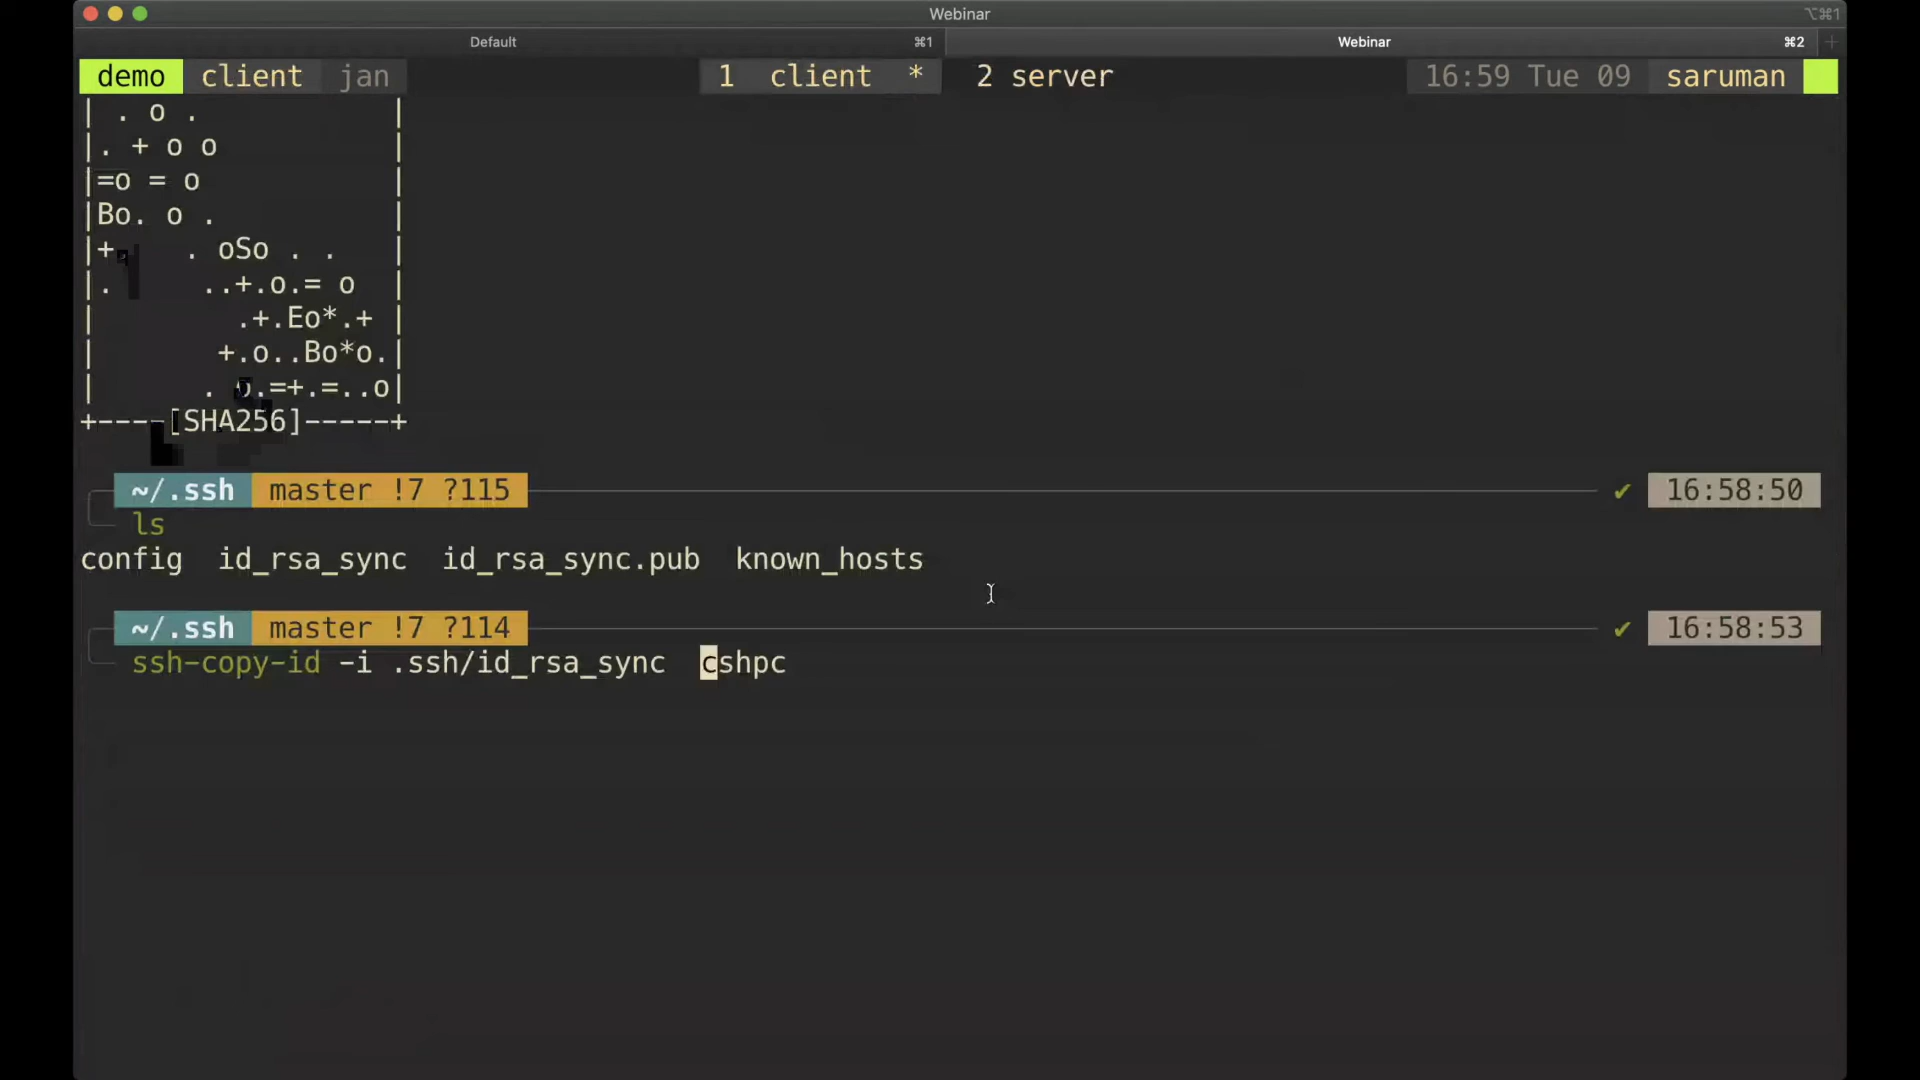 Webinar ⌥⌘1
Default ⌘1 Webinar ⌘2 +
demo client jan 1 client * 2 server 16:59 Tue 09 saruman
| . o . |
|. + o o |
|=o = o |
|Bo. o . |
|+. . oSo . . |
|. ..+.o.= o |
| .+.Eo*.+ |
| +.o..Bo*o.|
| . o.=+.=..o|
+----[SHA256]-----+
~/.ssh master !7 ?115 ✔ 16:58:50
ls
config id_rsa_sync id_rsa_sync.pub known_hosts
~/.ssh master !7 ?114 ✔ 16:58:53
ssh-copy-id -i .ssh/id_rsa_sync cshpc